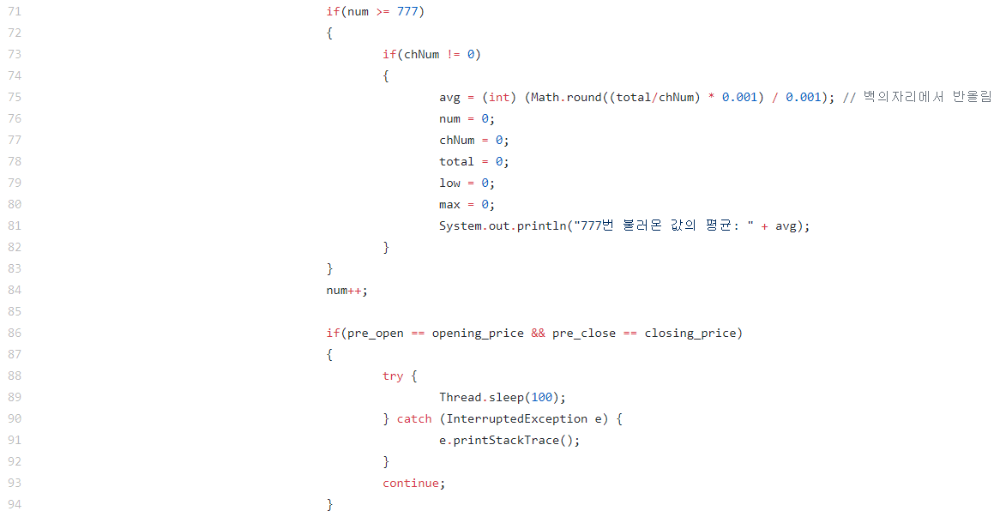 71 if(num >= 777)
72 {
73 if(chNum != 0)
74 {
75 avg = (int) (Math.round((total/chNum) * 0.001) / 0.001); // 백의자리에서 반올림
76 num = 0;
77 chNum = 0;
78 total = 0;
79 low = 0;
80 max = 0;
81 System.out.println("777번 불러온 값의 평균: " + avg);
82 }
83 }
84 num++;
85
86 if(pre_open == opening_price && pre_close == closing_price)
87 {
88 try {
89 Thread.sleep(100);
90 } catch (InterruptedException e) {
91 e.printStackTrace();
92 }
93 continue;
94 }